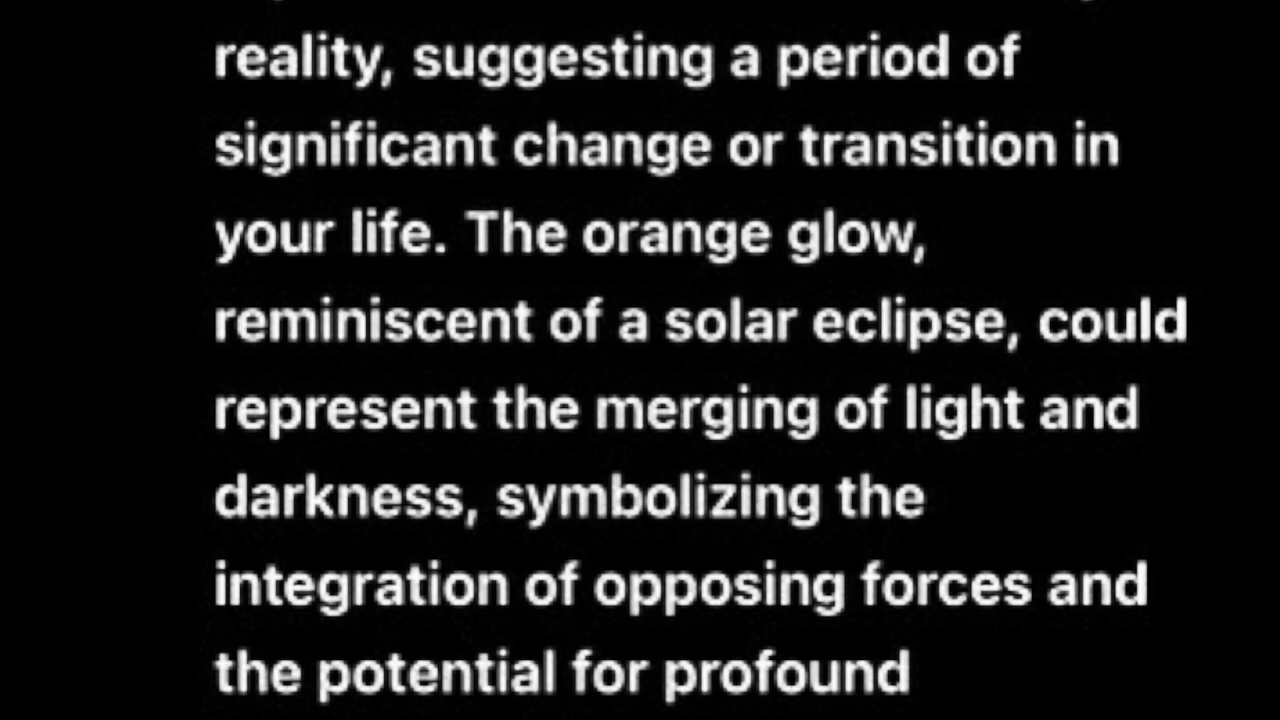 reality, suggesting a period of
significant change or transition in
your life. The orange glow,
reminiscent of a solar eclipse, could
represent the merging of light and
darkness, symbolizing the
integration of opposing forces and
the potential for profound